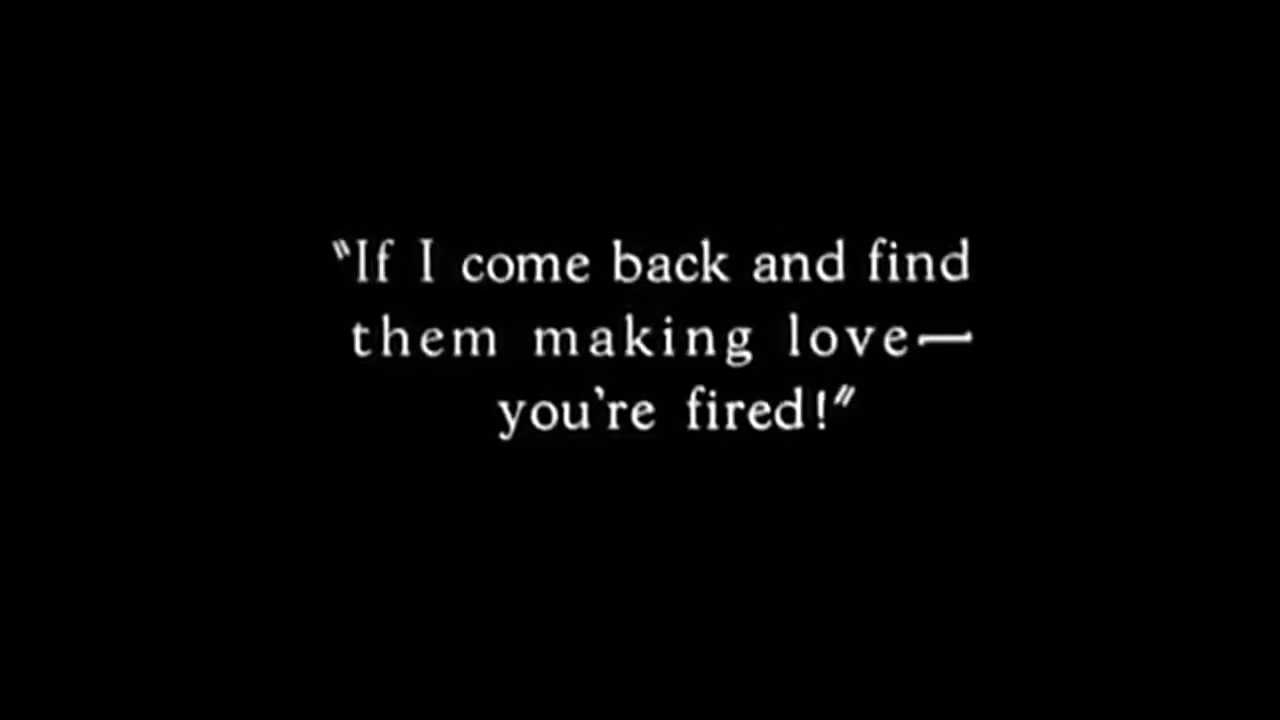 "If I come back and find
them making love—
you're fired!"